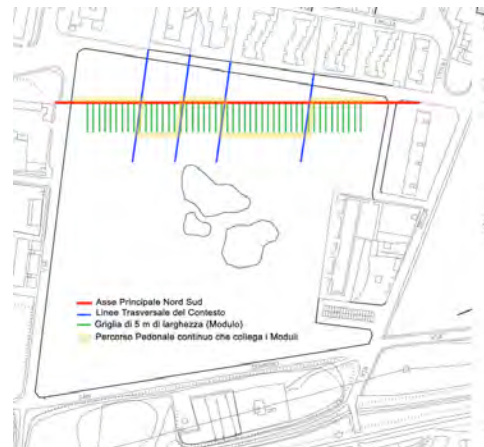 Asse Principale Nord Sud
Linee Trasversale del Contesto
Griglia di 5 m di larghezza (Modulo)
Percorso Pedonale continuo che collega i Moduli